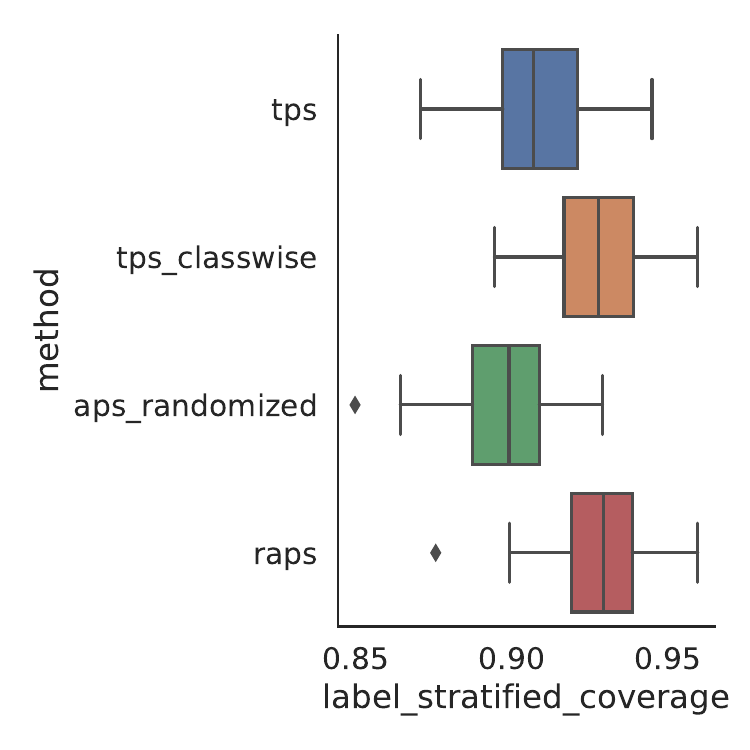 method
tps
tps_classwise
aps_randomized
raps
0.85 0.90 0.95
label_stratified_coverage